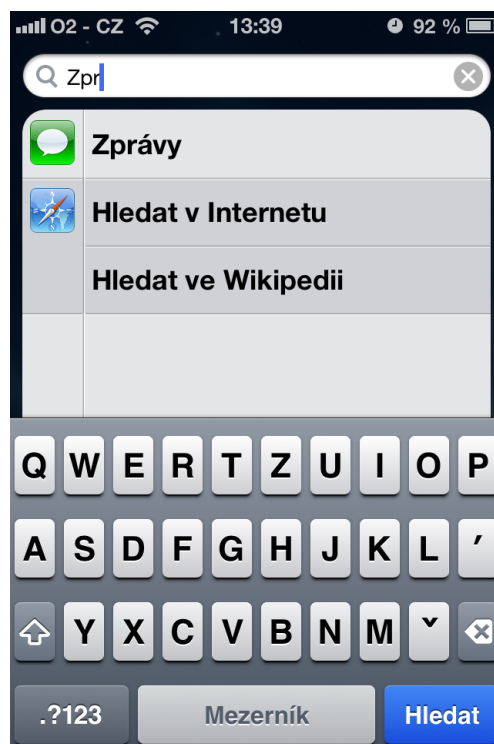 O2 - CZ 13:39 92 %
Zpr
Zprávy
Hledat v Internetu
Hledat ve Wikipedii
Q W E R T Z U I O P
A S D F G H J K L ´
Y X C V B N M ˇ
.?123 Mezerník Hledat